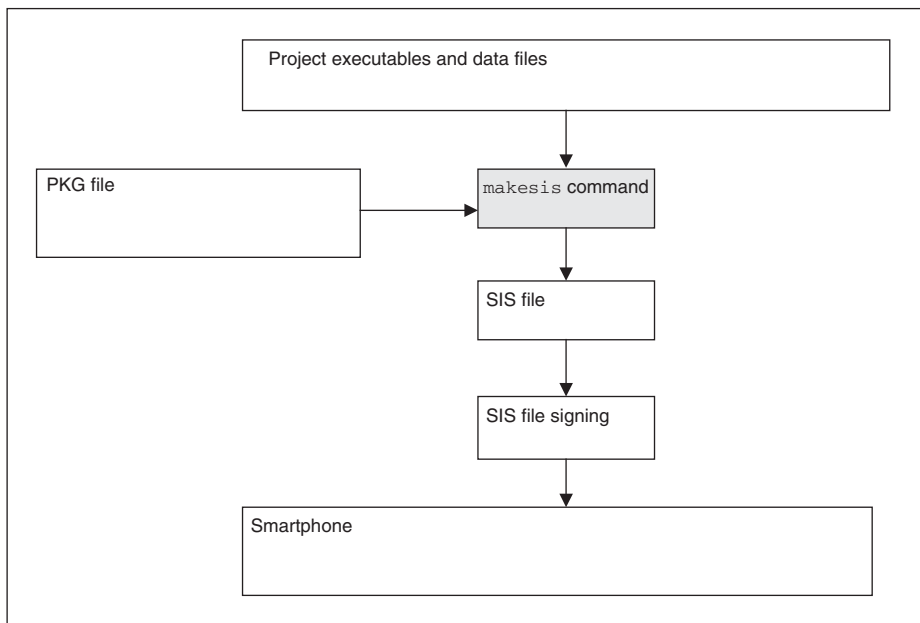 Project executables and data files
PKG file
makesis command
SIS file
SIS file signing
Smartphone